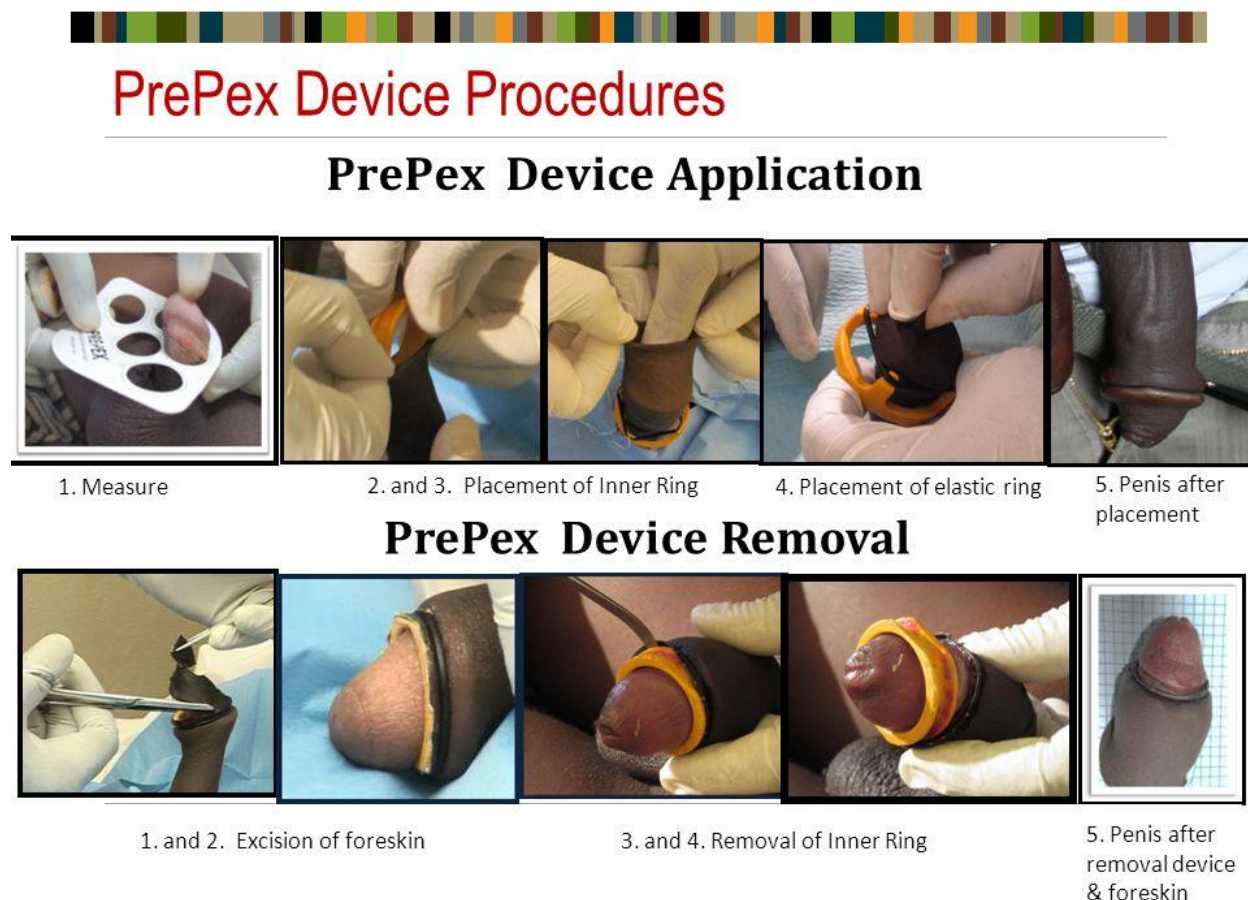 PrePex Device Procedures
PrePex Device Application
PREPEX
1. Measure
2. and 3. Placement of Inner Ring
4. Placement of elastic ring
5. Penis after
placement
PrePex Device Removal
1. and 2. Excision of foreskin
3. and 4. Removal of Inner Ring
5. Penis after
removal device
& foreskin